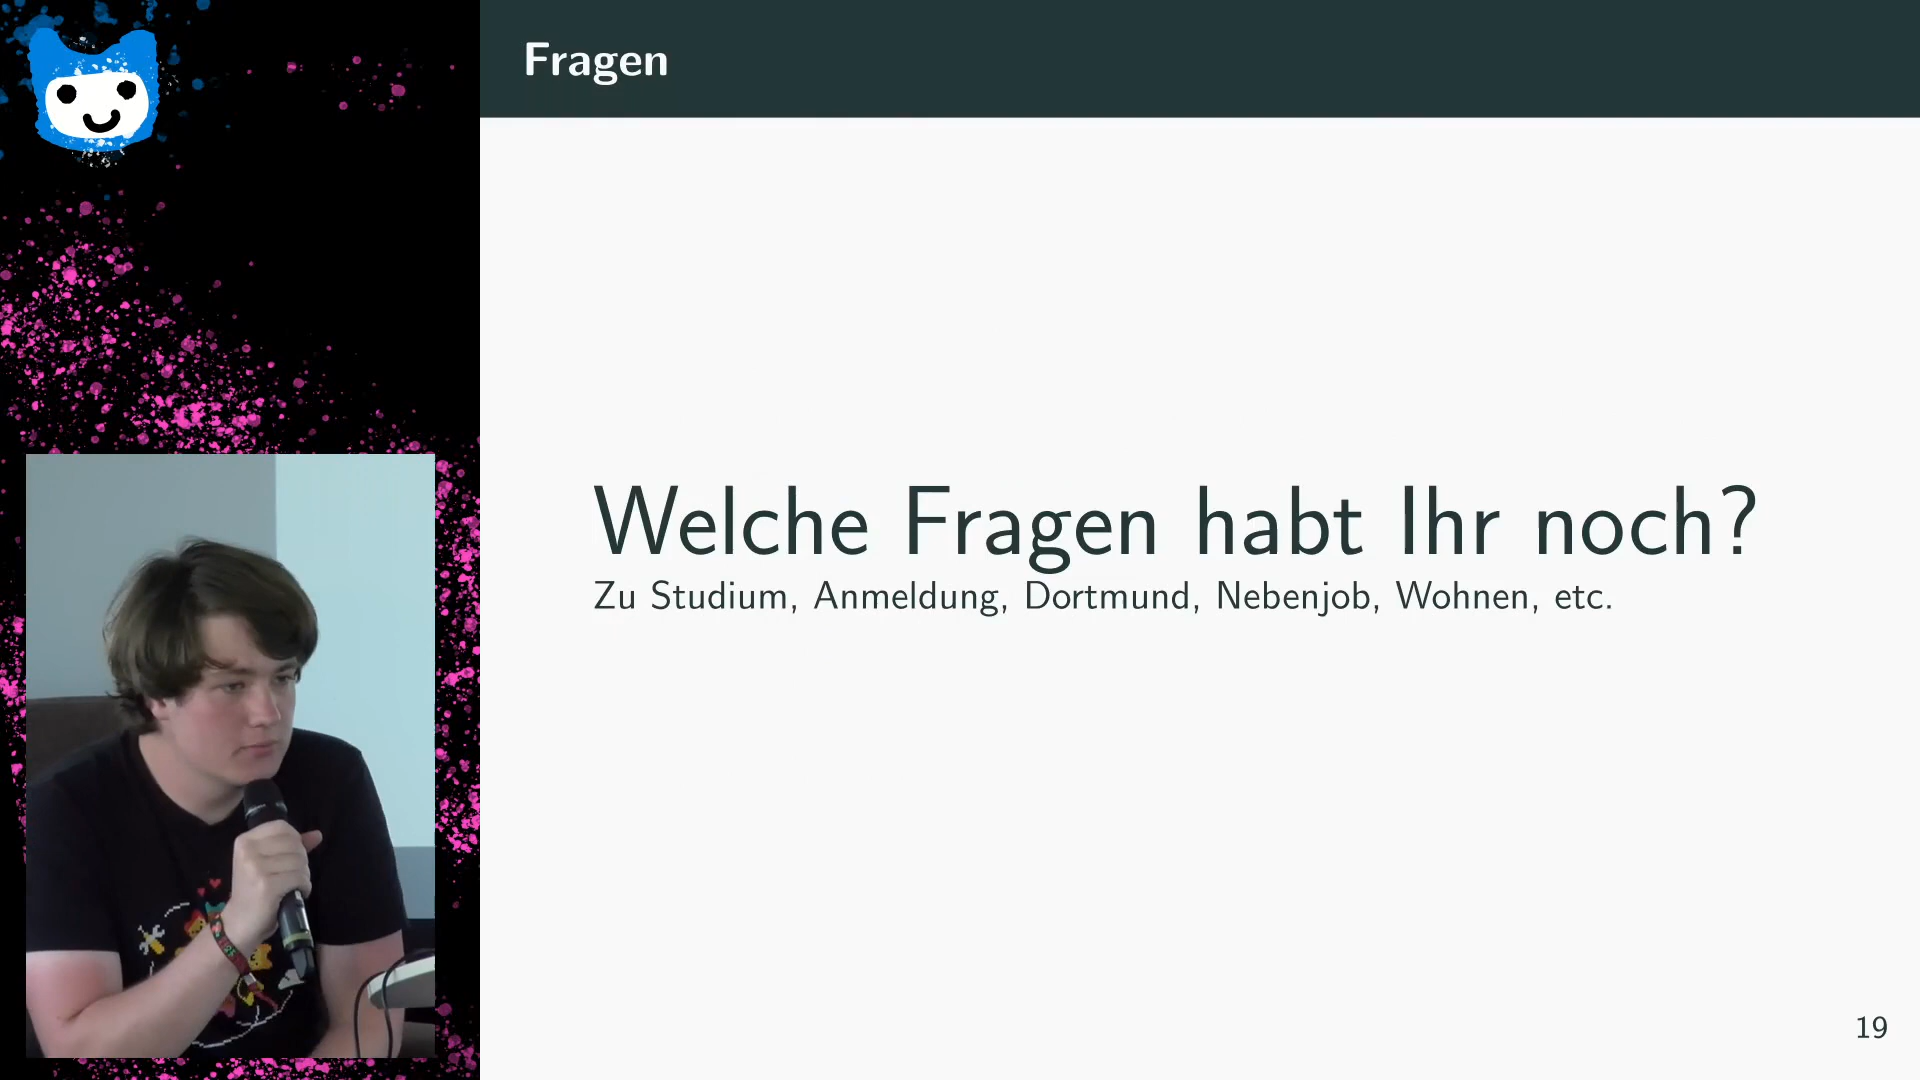 Fragen
Welche Fragen habt Ihr noch?
Zu Studium, Anmeldung, Dortmund, Nebenjob, Wohnen, etc.
19